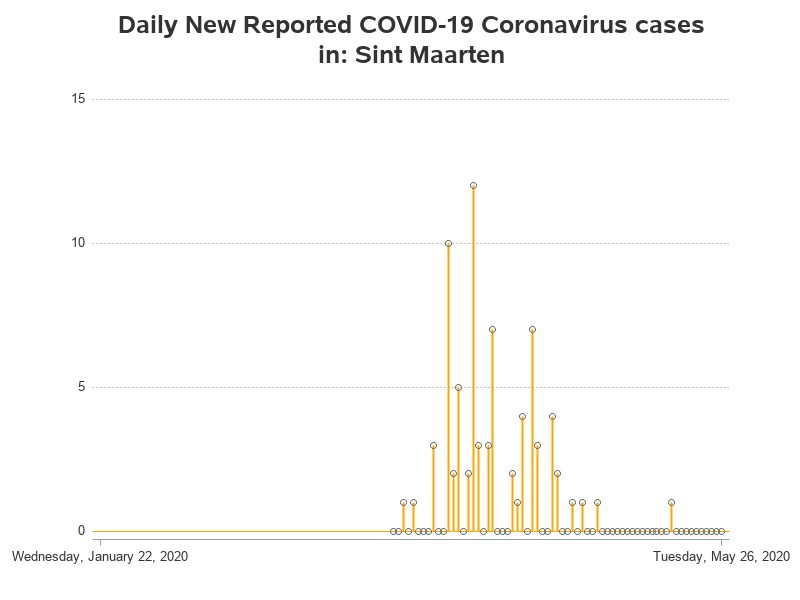 Daily New Reported COVID-19 Coronavirus cases
in: Sint Maarten
15
10
5
0
Wednesday, January 22, 2020
Tuesday, May 26, 2020